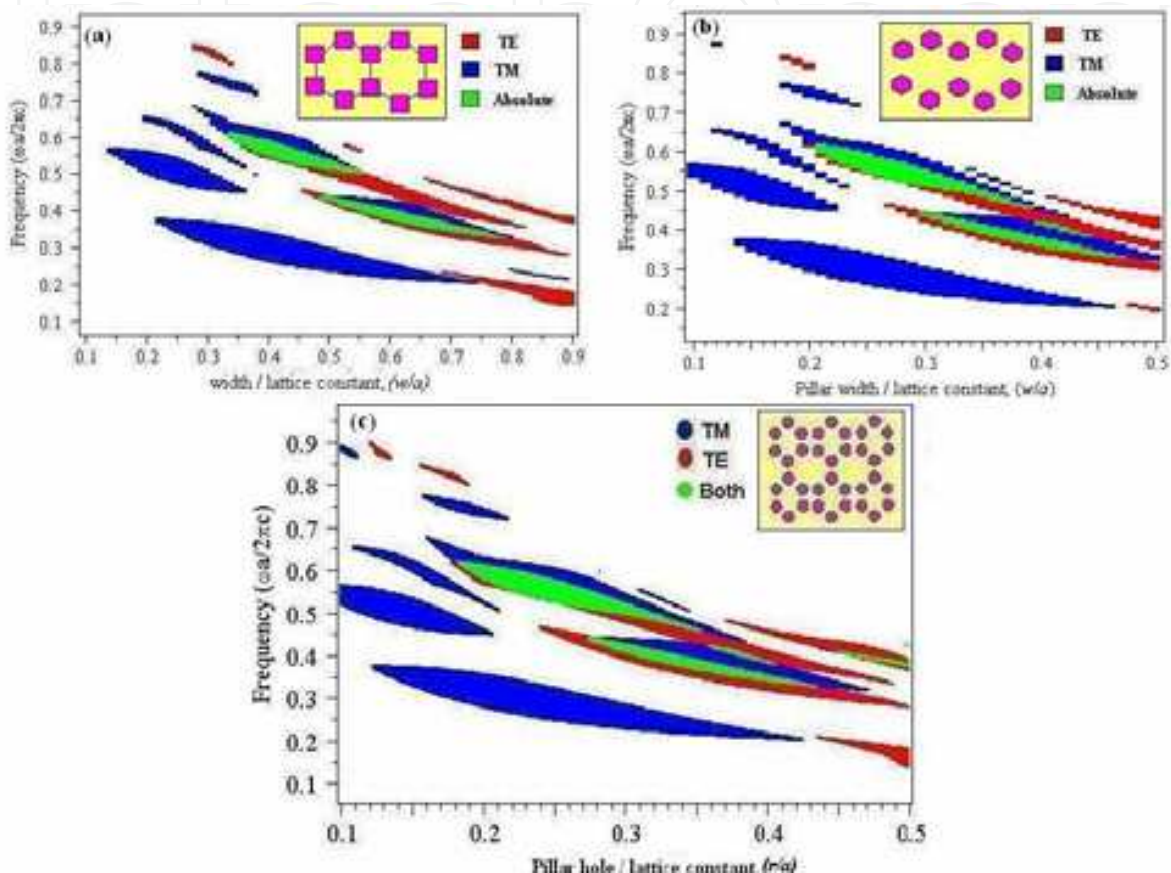 (a)
TE
TM
Absolute
Frequency (ωa/2πc)
0.9
0.8
0.7
0.6
0.5
0.4
0.3
0.2
0.1
0.1 0.2 0.3 0.4 0.5 0.6 0.7 0.8 0.9
width / lattice constant, (w/a)
(b)
TE
TM
Absolute
Frequency (ωa/2πc)
0.9
0.8
0.7
0.6
0.5
0.4
0.3
0.2
0.1 0.2 0.3 0.4 0.5
Pillar width / lattice constant, (w/a)
(c)
TM
TE
Both
Frequency (ωa/2πc)
0.9
0.8
0.7
0.6
0.5
0.4
0.3
0.2
0.1
0.1 0.2 0.3 0.4 0.5
Pillar hole / lattice constant, (r/a)